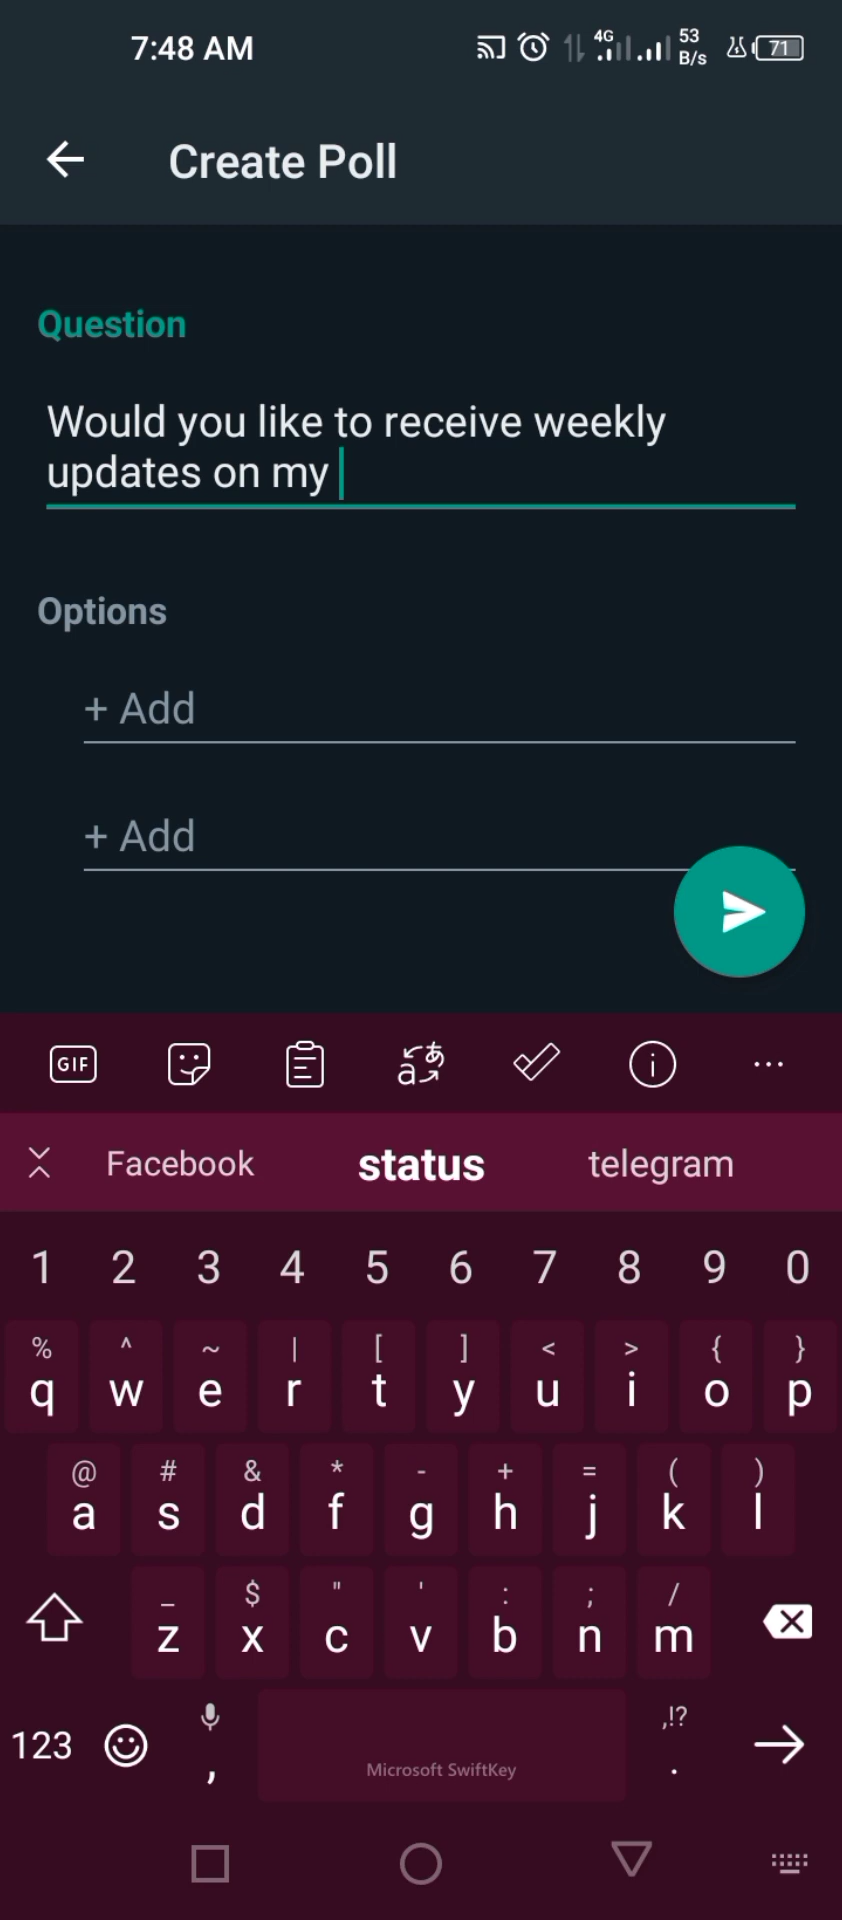 7:48 AM 4G 53 B/s 71
Create Poll
Question
Would you like to receive weekly
updates on my
Options
+ Add
+ Add
GIF aあ
Facebook status telegram
1 2 3 4 5 6 7 8 9 0
% ^ ~ | [ ] < > { }
q w e r t y u i o p
@ # & * - + = ( )
a s d f g h j k l
_ $ " ' : ; /
z x c v b n m
,!?
123 , Microsoft SwiftKey .